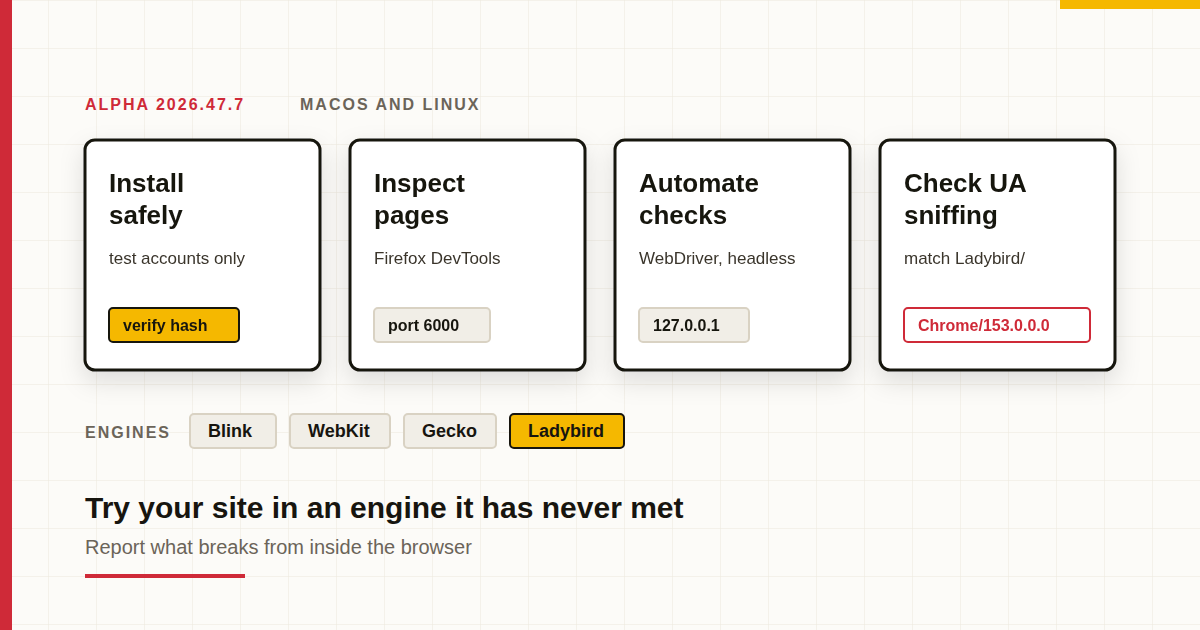 ALPHA 2026.47.7 MACOS AND LINUX
Install
safely
test accounts only
verify hash
Inspect
pages
Firefox DevTools
port 6000
Automate
checks
WebDriver, headless
127.0.0.1
Check UA
sniffing
match Ladybird/
Chrome/153.0.0.0
ENGINES Blink WebKit Gecko Ladybird
Try your site in an engine it has never met
Report what breaks from inside the browser